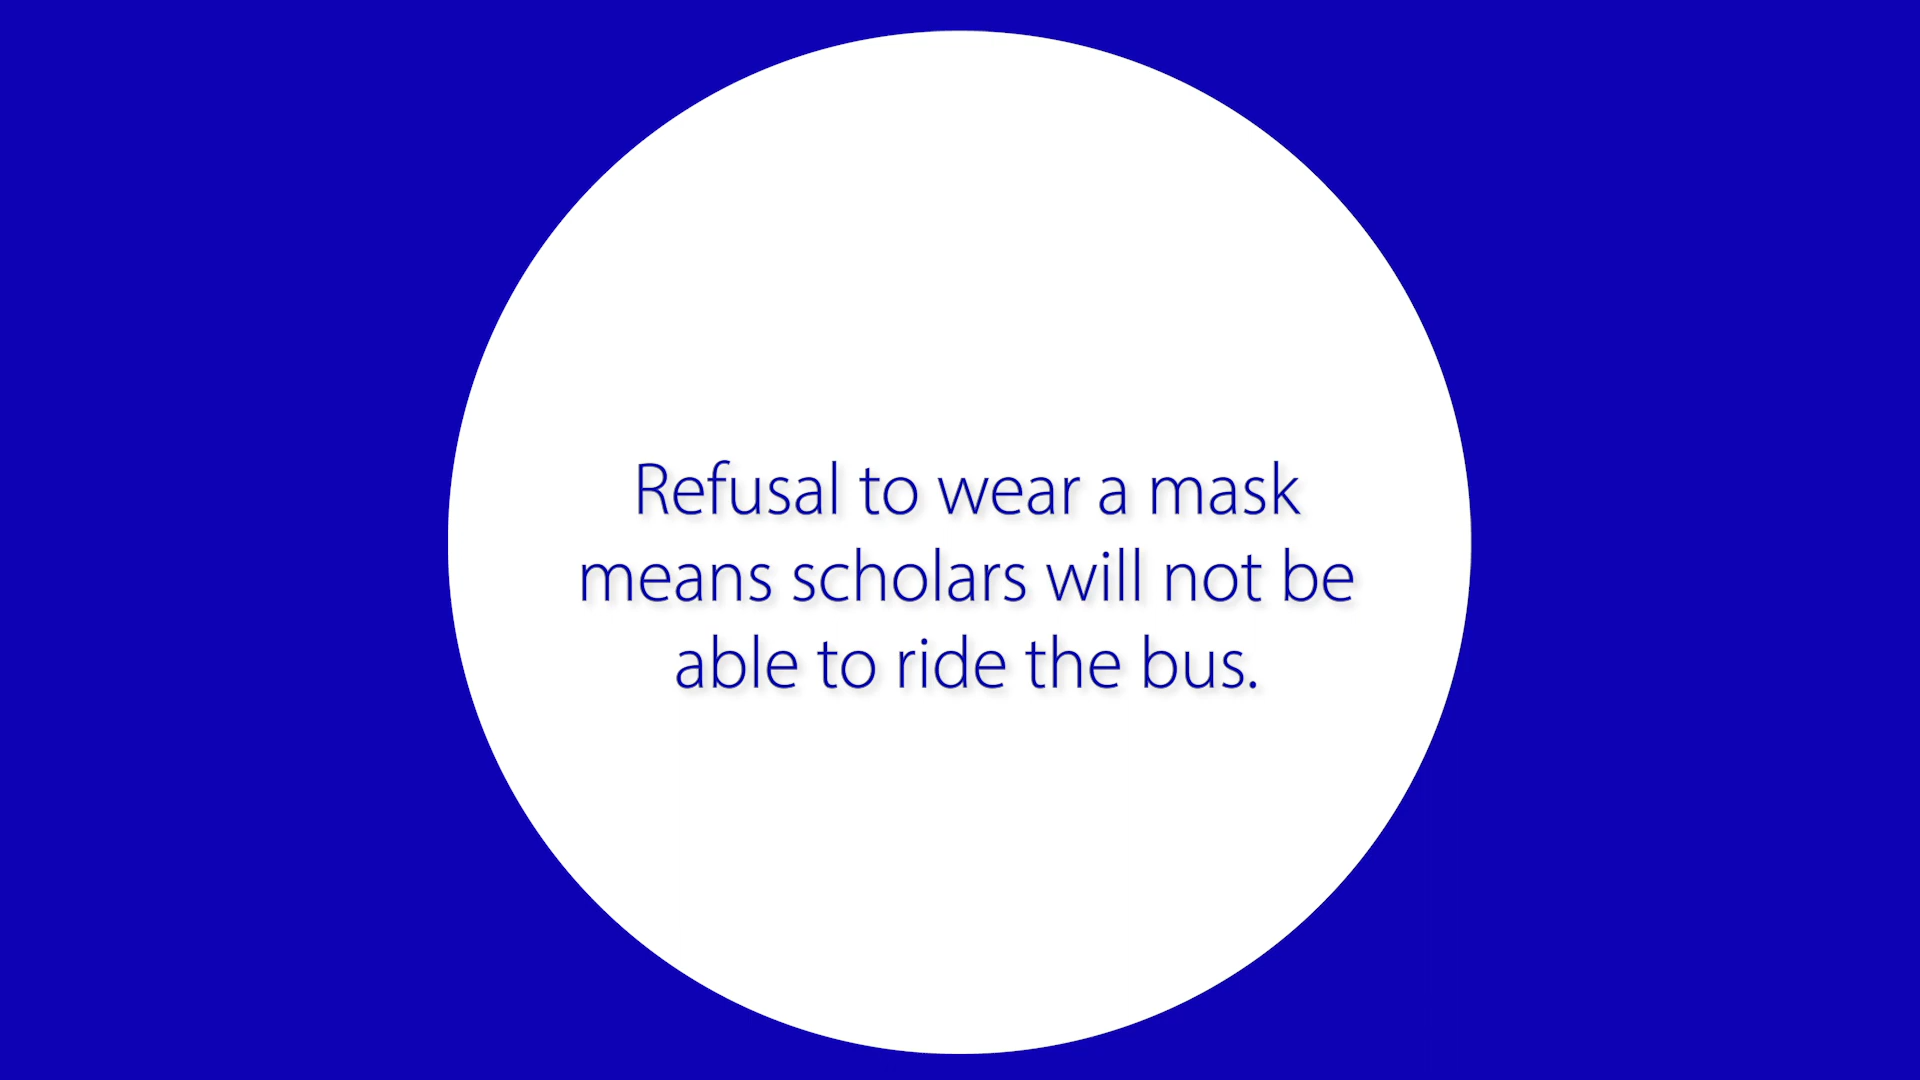 Refusal to wear a mask
means scholars will not be
able to ride the bus.